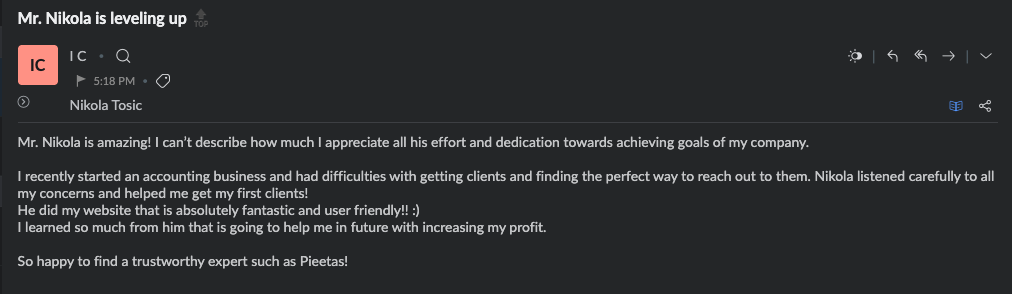 Mr. Nikola is leveling up
TOP
IC
I C
5:18 PM
Nikola Tosic
Mr. Nikola is amazing! I can't describe how much I appreciate all his effort and dedication towards achieving goals of my company.
I recently started an accounting business and had difficulties with getting clients and finding the perfect way to reach out to them. Nikola listened carefully to all
my concerns and helped me get my first clients!
He did my website that is absolutely fantastic and user friendly!! :)
I learned so much from him that is going to help me in future with increasing my profit.
So happy to find a trustworthy expert such as Pieetas!